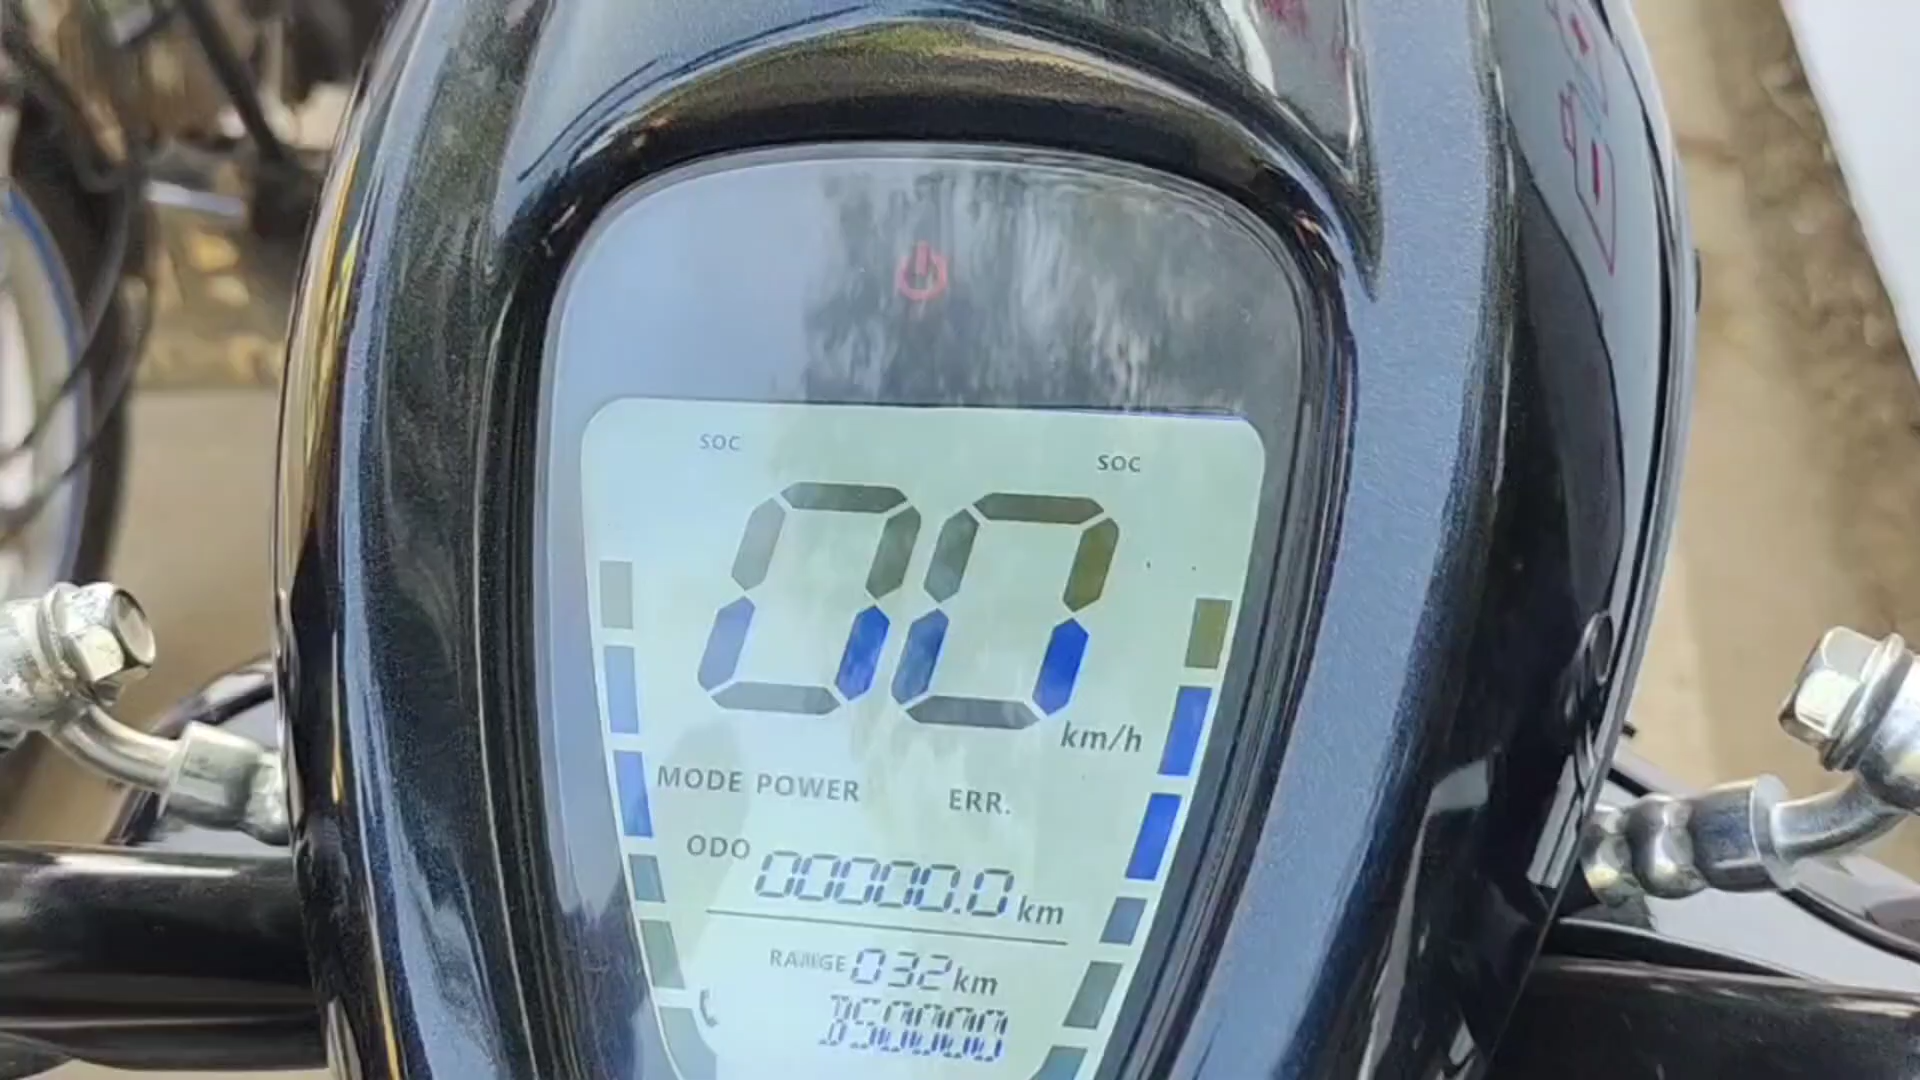 SOC SOC
00
km/h
MODE POWER ERR.
ODO 00000.0 km
RANGE 032 km